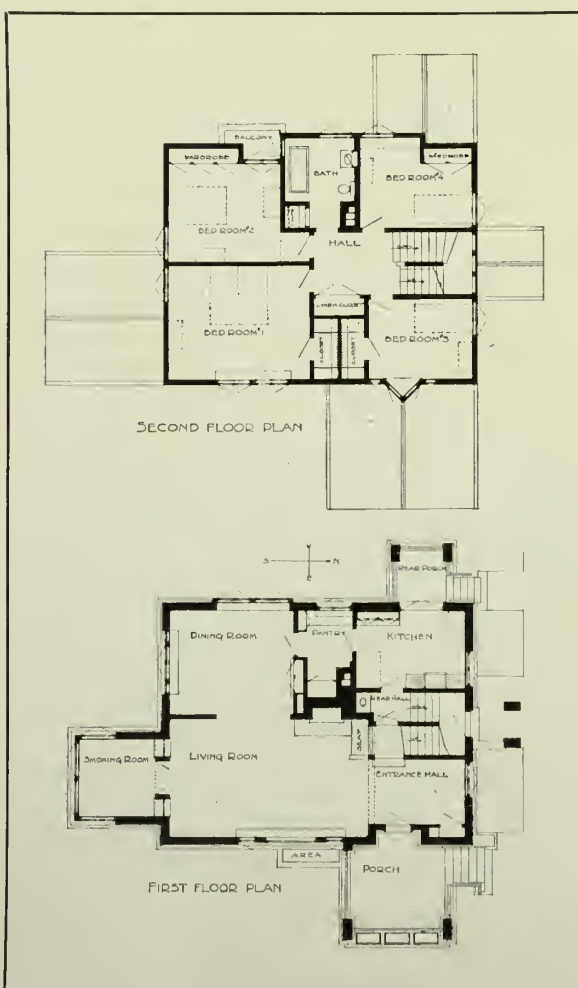 BALCONY
WARDROBE
BATH
WARDROBE
BED ROOM 4
BED ROOM 2
HALL
LINEN CLOSET
BED ROOM 1
CLOSET
CLOSET
BED ROOM 3
SECOND FLOOR PLAN
W
S N
E
REAR PORCH
DINING ROOM
PANTRY
KITCHEN
REAR HALL
SMOKING ROOM
LIVING ROOM
SEAT
ENTRANCE HALL
AREA
PORCH
FIRST FLOOR PLAN